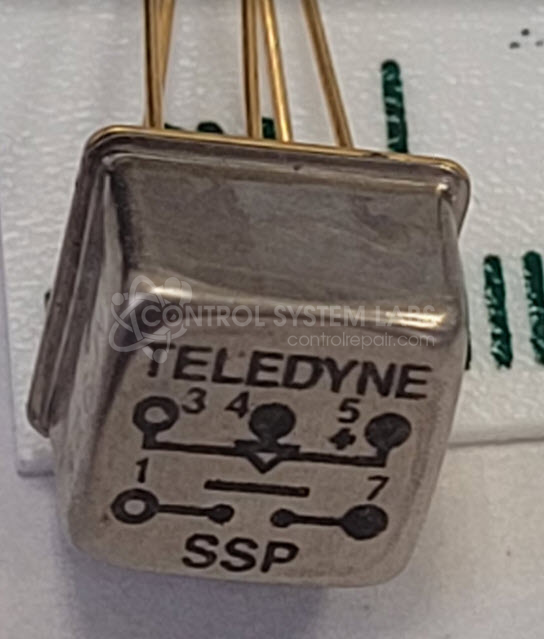 CONTROL SYSTEM LABS
controlrepair.com
TELEDYNE
3 4 5
+
1 7
SSP